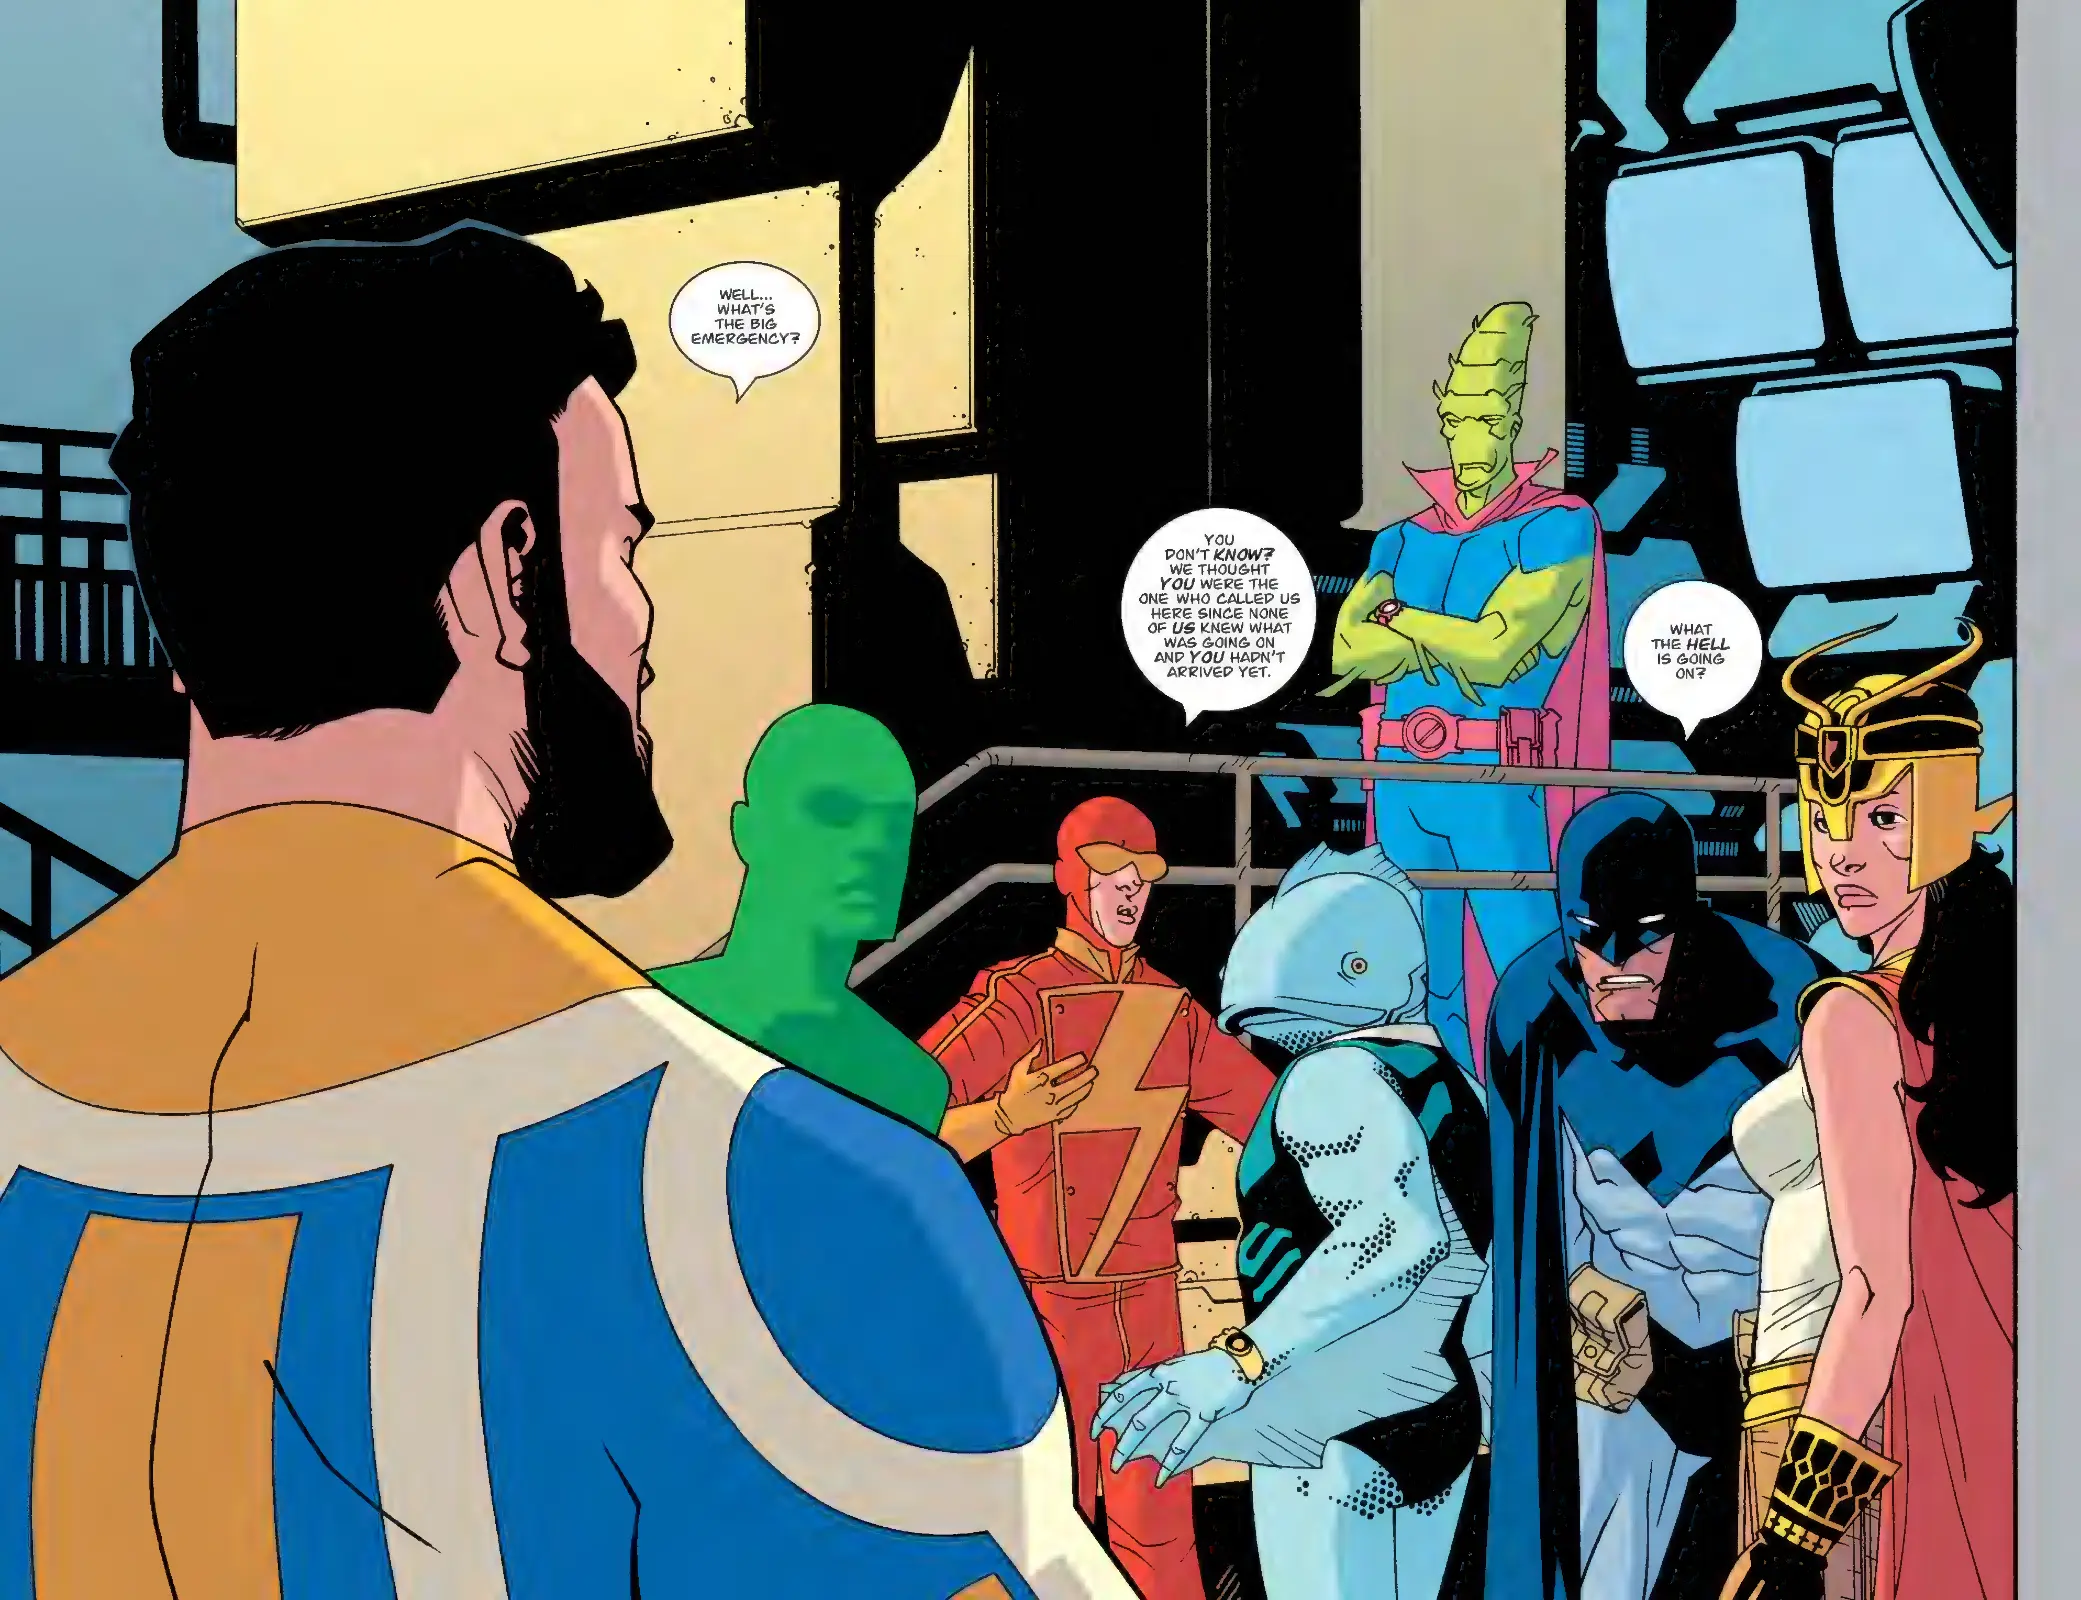 WELL...
WHAT'S
THE BIG
EMERGENCY?
YOU
DON'T KNOW?
WE THOUGHT
YOU WERE THE
ONE WHO CALLED US
HERE SINCE NONE
OF US KNEW WHAT
WAS GOING ON
AND YOU HADN'T
ARRIVED YET.
WHAT
THE HELL
IS GOING
ON?